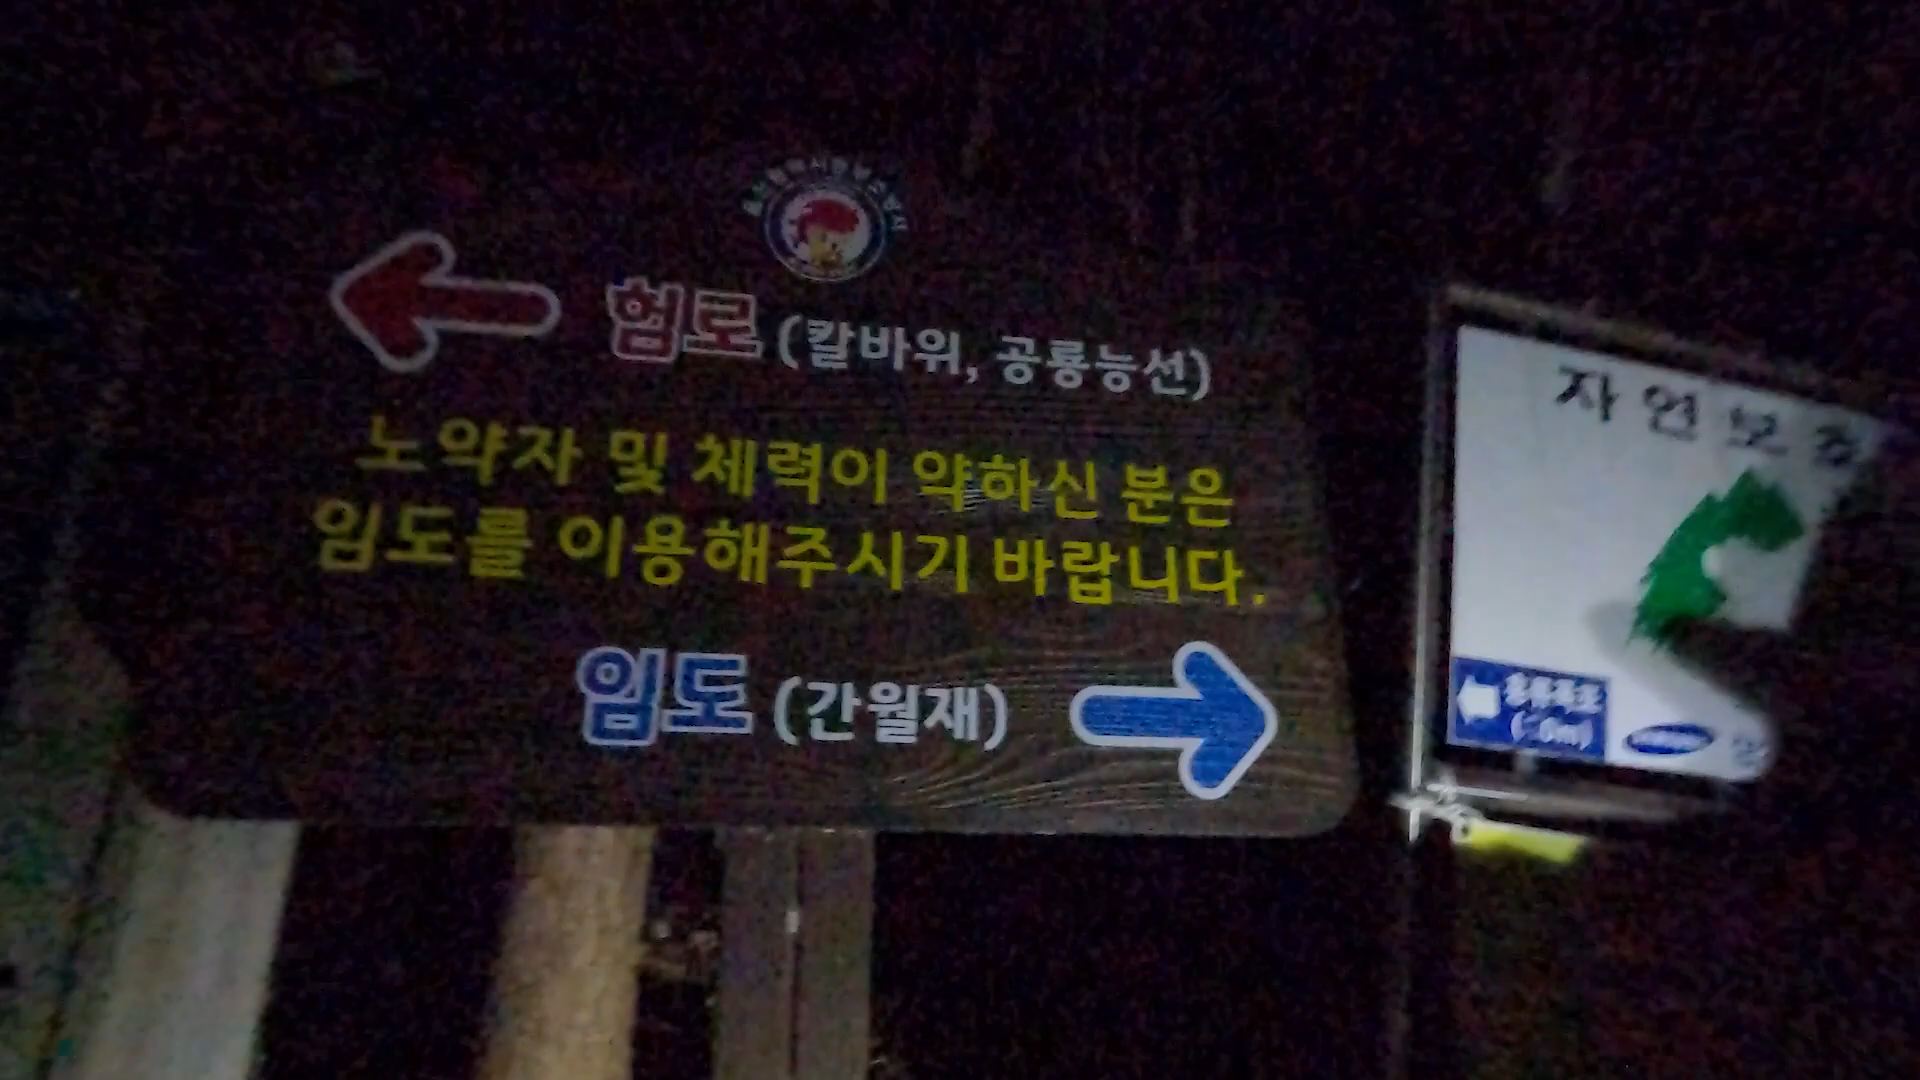 험로 (칼바위, 공룡능선)
노약자 및 체력이 약하신 분은
임도를 이용해주시기 바랍니다.
임도 (간월재)
자연보호